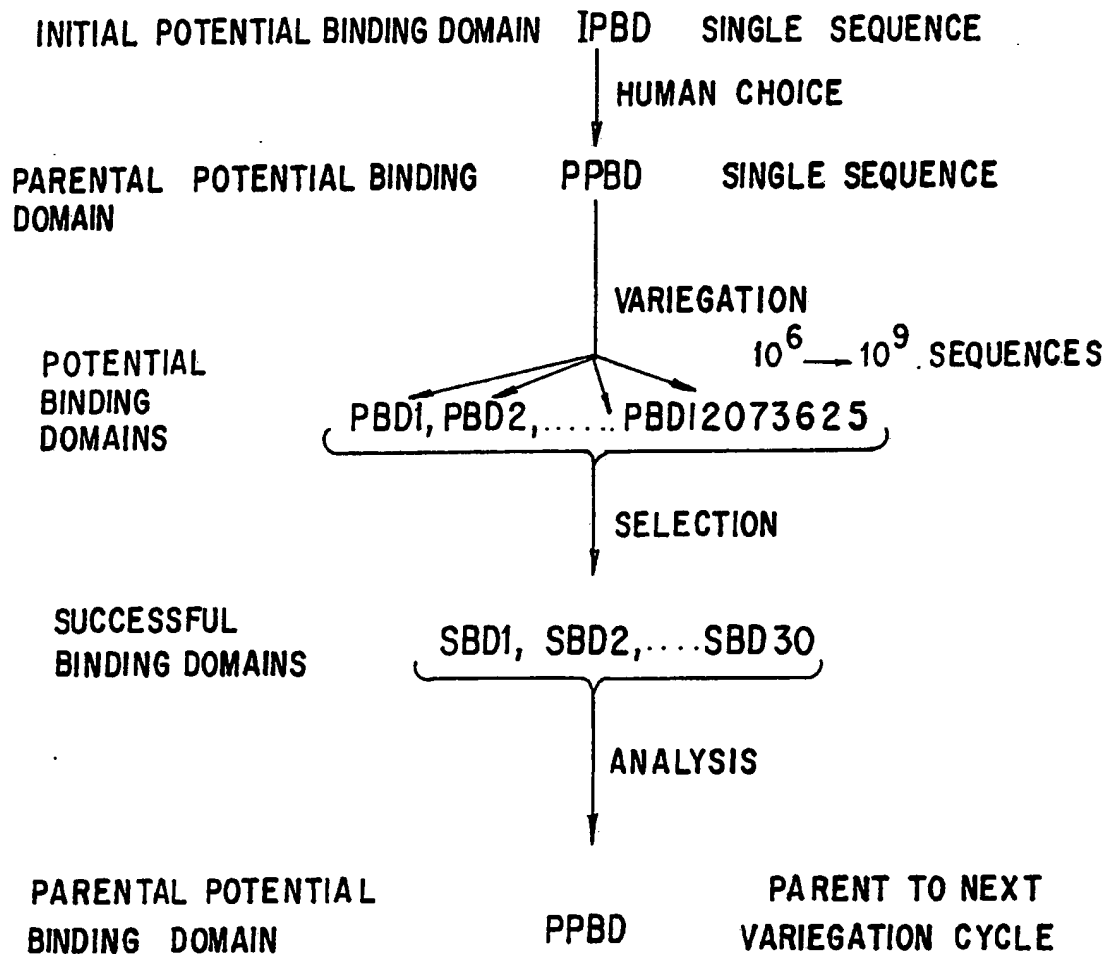 INITIAL POTENTIAL BINDING DOMAIN IPBD SINGLE SEQUENCE
HUMAN CHOICE
PARENTAL POTENTIAL BINDING DOMAIN PPBD SINGLE SEQUENCE
VARIEGATION
10^6 → 10^9 . SEQUENCES
POTENTIAL BINDING DOMAINS
PBD1, PBD2, ...... PBD12073625
SELECTION
SUCCESSFUL BINDING DOMAINS
SBD1, SBD2, .... SBD30
ANALYSIS
PARENTAL POTENTIAL BINDING DOMAIN
PPBD
PARENT TO NEXT VARIEGATION CYCLE